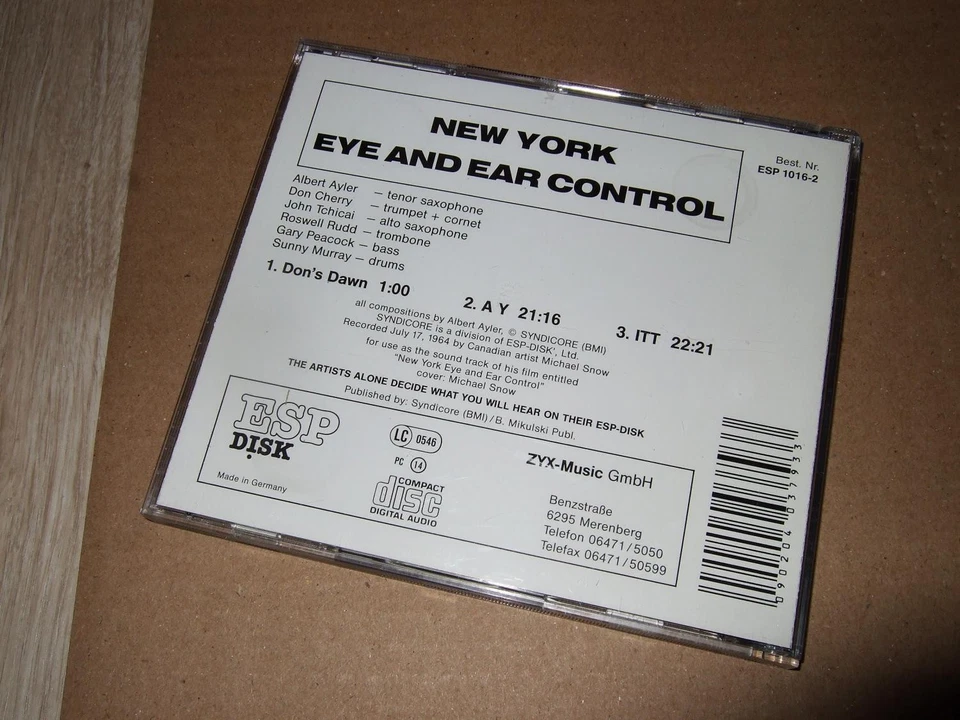 NEW YORK
EYE AND EAR CONTROL
Best. Nr.
ESP 1016-2
Albert Ayler – tenor saxophone
Don Cherry – trumpet + cornet
John Tchicai – alto saxophone
Roswell Rudd – trombone
Gary Peacock – bass
Sunny Murray – drums
1. Don's Dawn 1:00
2. A Y 21:16
3. ITT 22:21
all compositions by Albert Ayler, © SYNDICORE (BMI)
SYNDICORE is a division of ESP-DISK', Ltd.
Recorded July 17, 1964 by Canadian artist Michael Snow
for use as the sound track of his film entitled
"New York Eye and Ear Control"
cover: Michael Snow
THE ARTISTS ALONE DECIDE WHAT YOU WILL HEAR ON THEIR ESP-DISK
Published by: Syndicore (BMI) / B. Mikulski Publ.
ESP
DISK
Made in Germany
LC 0546
PC 14
COMPACT
disc
DIGITAL AUDIO
ZYX-Music GmbH
Benzstraße
6295 Merenberg
Telefon 06471/5050
Telefax 06471/50599
090204 037933